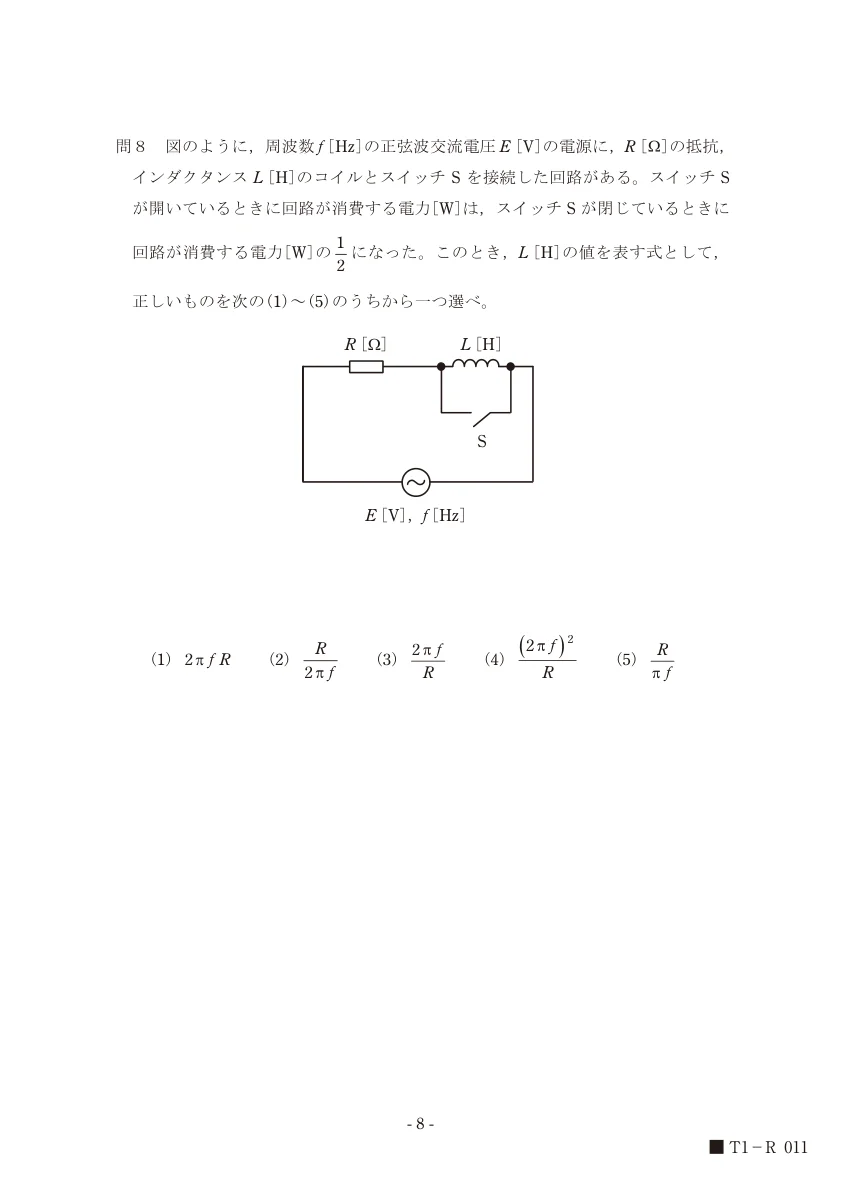 問８　図のように，周波数 f [Hz]の正弦波交流電圧 E [V]の電源に，R [Ω]の抵抗，
インダクタンス L [H]のコイルとスイッチ S を接続した回路がある。スイッチ S
が開いているときに回路が消費する電力[W]は，スイッチ S が閉じているときに
回路が消費する電力[W]の 1/2 になった。このとき，L [H]の値を表す式として，
正しいものを次の(1)～(5)のうちから一つ選べ。
R [Ω] L [H]
S
E [V]，f [Hz]
(1) 2πfR (2) R/2πf (3) 2πf/R (4) (2πf)²/R (5) R/πf
- 8 -
■ T1－R 011